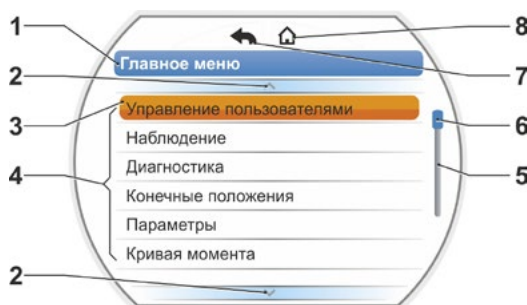 1
8
Главное меню
2
7
3
Управление пользователями
6
Наблюдение
Диагностика
4
5
Конечные положения
Параметры
Кривая момента
2